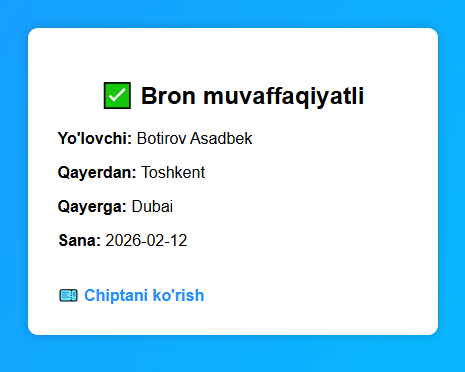 ✅ Bron muvaffaqiyatli
Yo'lovchi: Botirov Asadbek
Qayerdan: Toshkent
Qayerga: Dubai
Sana: 2026-02-12
🎫 Chiptani ko'rish